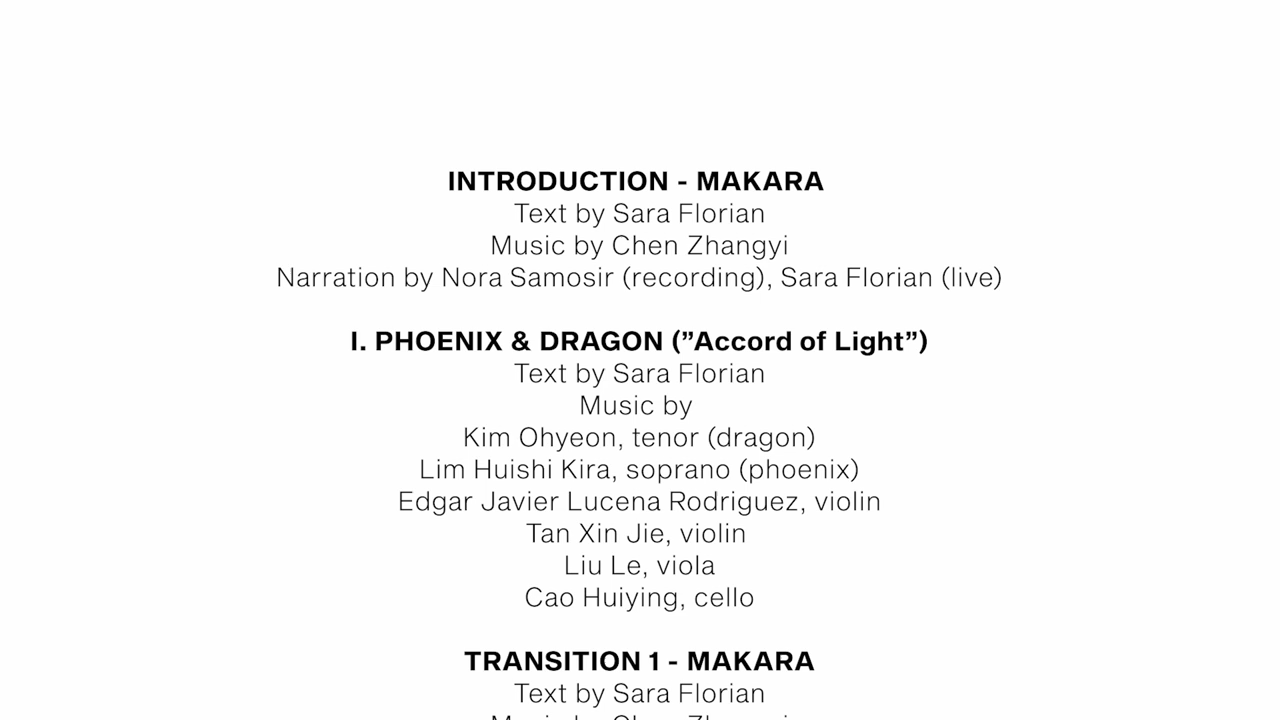 INTRODUCTION - MAKARA
Text by Sara Florian
Music by Chen Zhangyi
Narration by Nora Samosir (recording), Sara Florian (live)
I. PHOENIX & DRAGON (”Accord of Light”)
Text by Sara Florian
Music by
Kim Ohyeon, tenor (dragon)
Lim Huishi Kira, soprano (phoenix)
Edgar Javier Lucena Rodriguez, violin
Tan Xin Jie, violin
Liu Le, viola
Cao Huiying, cello
TRANSITION 1 - MAKARA
Text by Sara Florian